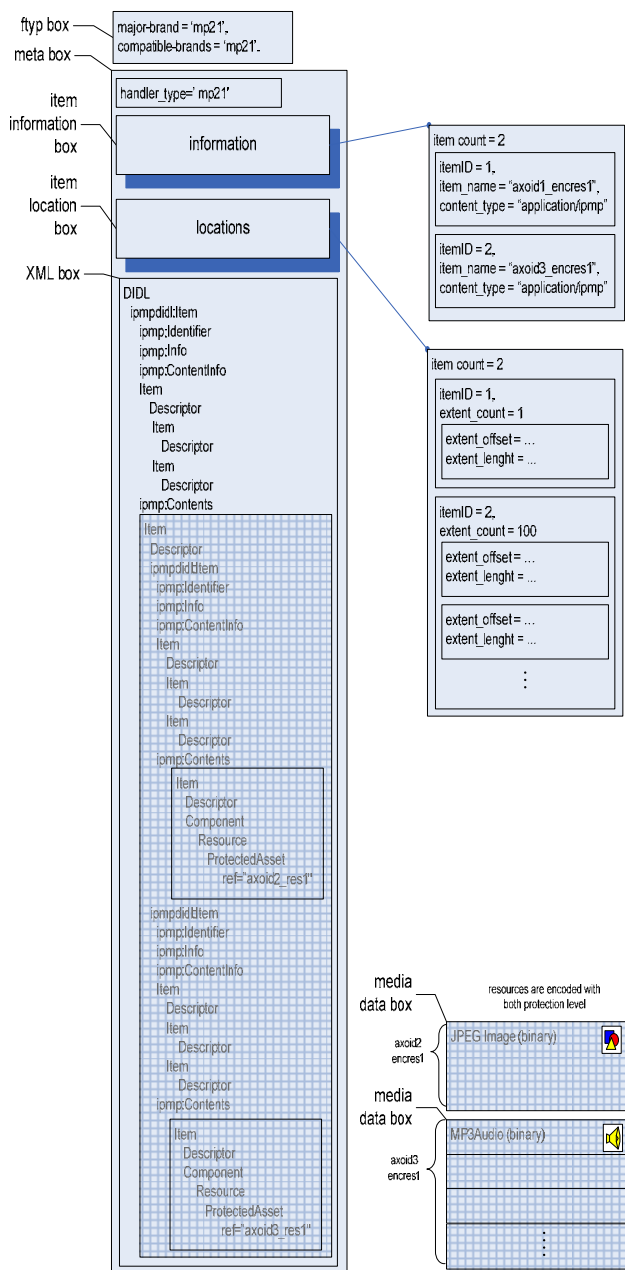 ftyp box
major-brand = ‘mp21’,
compatible-brands = ‘mp21’,
meta box
handler_type=’ mp21’
item
information
box
information
item
location
box
locations
XML box
DIDL
ipmpdidl:Item
ipmp:Identifier
ipmp:Info
ipmp:ContentInfo
Item
Descriptor
Item
Descriptor
Item
Descriptor
ipmp:Contents
Item
Descriptor
ipmpdidl:Item
ipmp:Identifier
ipmp:Info
ipmp:ContentInfo
Item
Descriptor
Item
Descriptor
Item
Descriptor
ipmp:Contents
Item
Descriptor
Component
Resource
ProtectedAsset
ref="axoid2_res1"
ipmpdidl:Item
ipmp:Identifier
ipmp:Info
ipmp:ContentInfo
Item
Descriptor
Item
Descriptor
Item
Descriptor
ipmp:Contents
Item
Descriptor
Component
Resource
ProtectedAsset
ref="axoid3_res1"
item count = 2
itemID = 1,
item_name = “axoid1_encres1”,
content_type = “application/ipmp”
itemID = 2,
item_name = “axoid3_encres1”,
content_type = “application/ipmp”
item count = 2
itemID = 1,
extent_count = 1
extent_offset = ...
extent_lenght = ...
itemID = 2,
extent_count = 100
extent_offset = ...
extent_lenght = ...
extent_offset = ...
extent_lenght = ...
media
data box
resources are encoded with
both protection level
axoid2
encres1
JPEG Image (binary)
media
data box
axoid3
encres1
MP3Audio (binary)